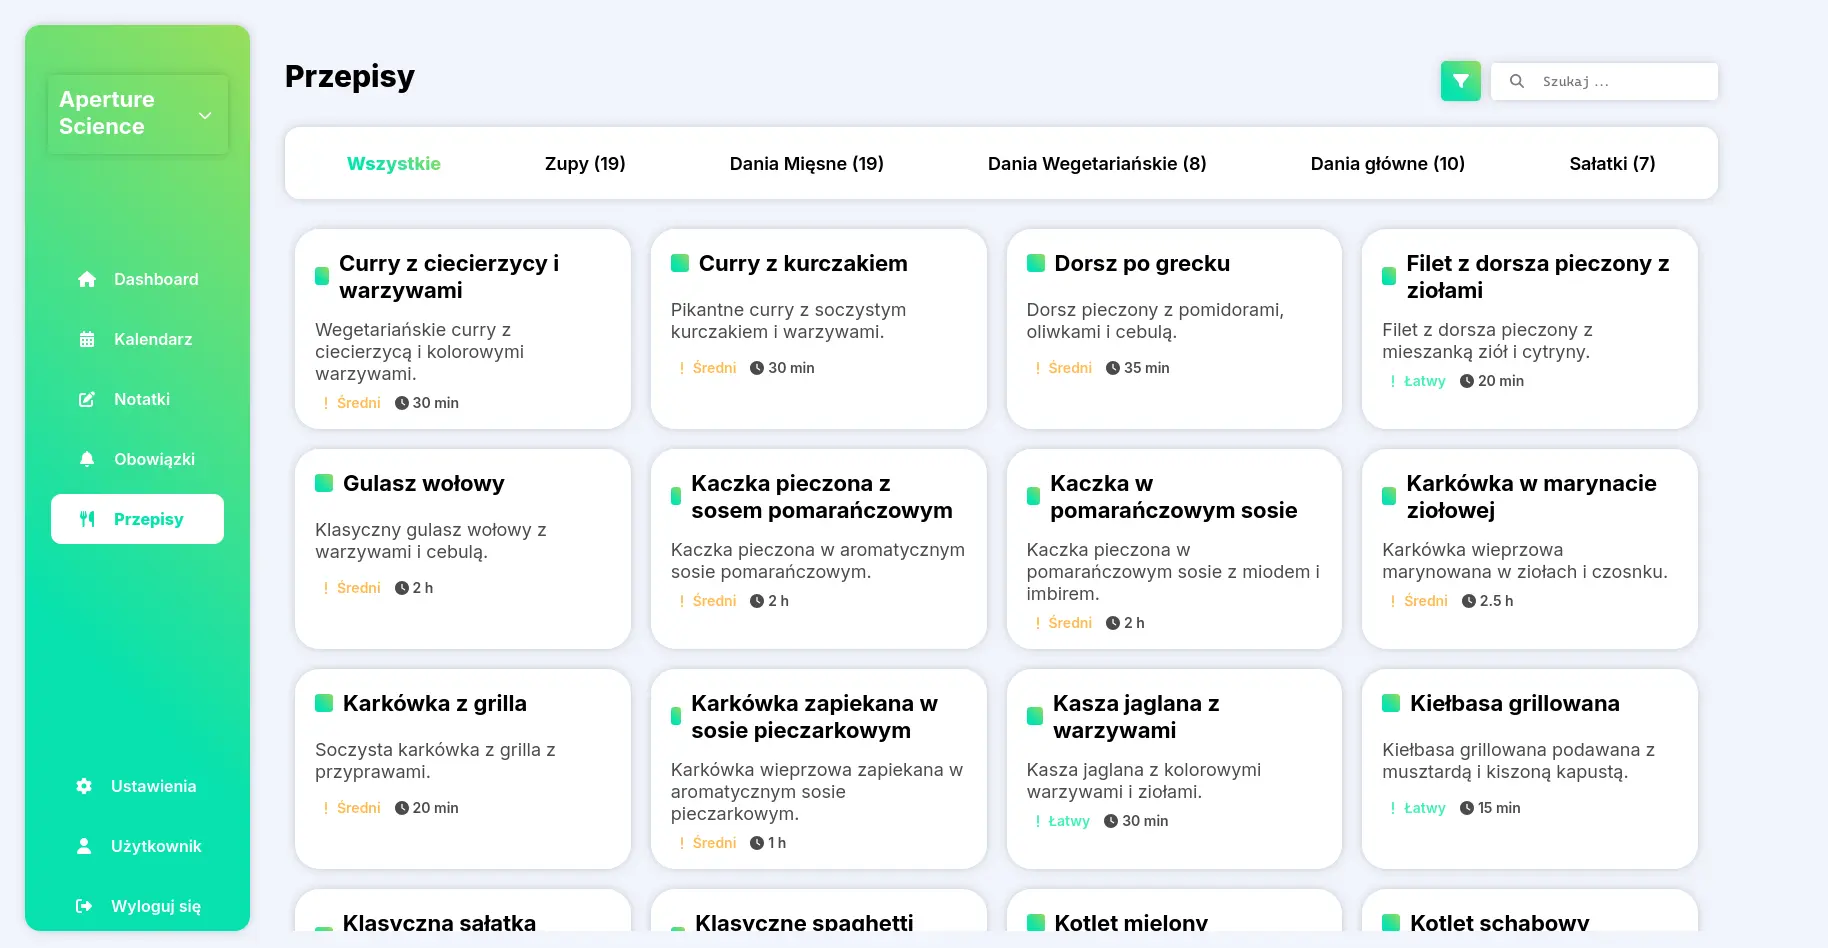 Aperture
Science
Dashboard
Kalendarz
Notatki
Obowiązki
Przepisy
Ustawienia
Użytkownik
Wyloguj się
Przepisy
Szukaj ...
Wszystkie
Zupy (19)
Dania Mięsne (19)
Dania Wegetariańskie (8)
Dania główne (10)
Sałatki (7)
Curry z ciecierzycy i
warzywami
Wegetariańskie curry z
ciecierzycą i kolorowymi
warzywami.
! Średni 30 min
Curry z kurczakiem
Pikantne curry z soczystym
kurczakiem i warzywami.
! Średni 30 min
Dorsz po grecku
Dorsz pieczony z pomidorami,
oliwkami i cebulą.
! Średni 35 min
Filet z dorsza pieczony z
ziołami
Filet z dorsza pieczony z
mieszanką ziół i cytryny.
! Łatwy 20 min
Gulasz wołowy
Klasyczny gulasz wołowy z
warzywami i cebulą.
! Średni 2 h
Kaczka pieczona z
sosem pomarańczowym
Kaczka pieczona w aromatycznym
sosie pomarańczowym.
! Średni 2 h
Kaczka w
pomarańczowym sosie
Kaczka pieczona w
pomarańczowym sosie z miodem i
imbirem.
! Średni 2 h
Karkówka w marynacie
ziołowej
Karkówka wieprzowa
marynowana w ziołach i czosnku.
! Średni 2.5 h
Karkówka z grilla
Soczysta karkówka z grilla z
przyprawami.
! Średni 20 min
Karkówka zapiekana w
sosie pieczarkowym
Karkówka wieprzowa zapiekana w
aromatycznym sosie
pieczarkowym.
! Średni 1 h
Kasza jaglana z
warzywami
Kasza jaglana z kolorowymi
warzywami i ziołami.
! Łatwy 30 min
Kiełbasa grillowana
Kiełbasa grillowana podawana z
musztardą i kiszoną kapustą.
! Łatwy 15 min
Klasyczna sałatka
Klasyczne spaghetti
Kotlet mielony
Kotlet schabowy